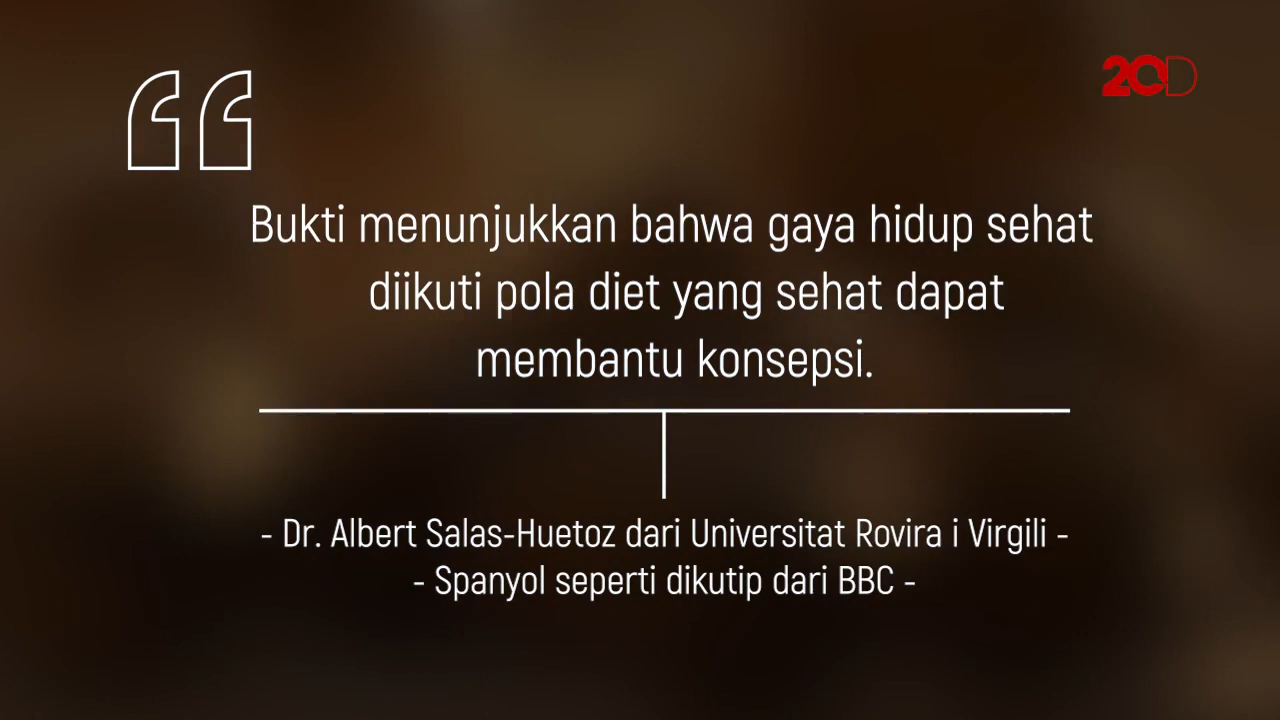 20D
Bukti menunjukkan bahwa gaya hidup sehat
diikuti pola diet yang sehat dapat
membantu konsepsi.
- Dr. Albert Salas-Huetoz dari Universitat Rovira i Virgili -
- Spanyol seperti dikutip dari BBC -